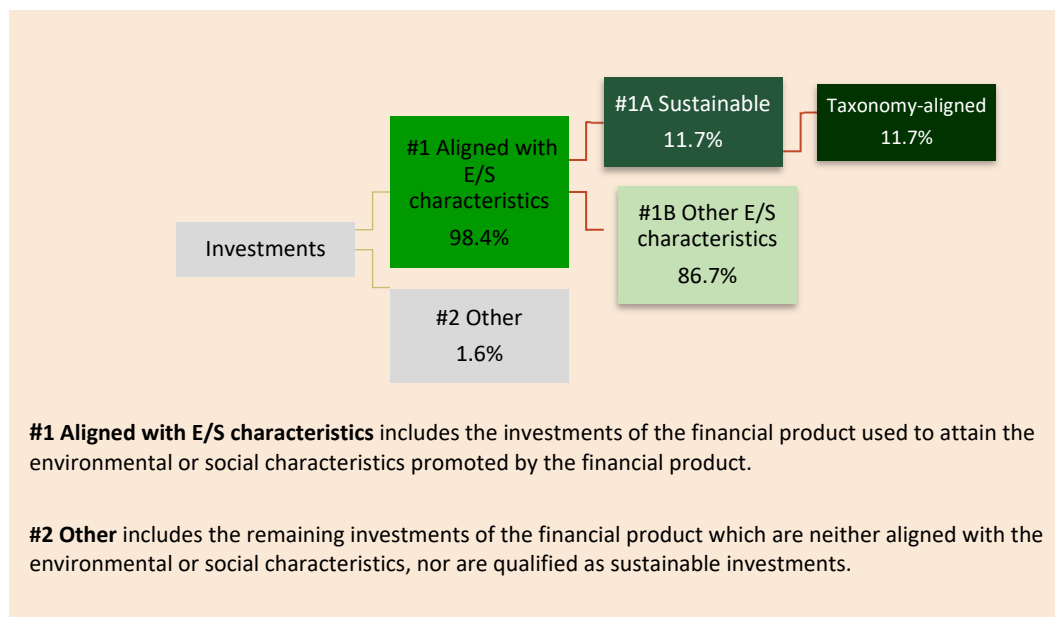 Investments
#1 Aligned with
E/S
characteristics
98.4%
#2 Other
1.6%
#1A Sustainable
11.7%
#1B Other E/S
characteristics
86.7%
Taxonomy-aligned
11.7%
#1 Aligned with E/S characteristics includes the investments of the financial product used to attain the
environmental or social characteristics promoted by the financial product.
#2 Other includes the remaining investments of the financial product which are neither aligned with the
environmental or social characteristics, nor are qualified as sustainable investments.